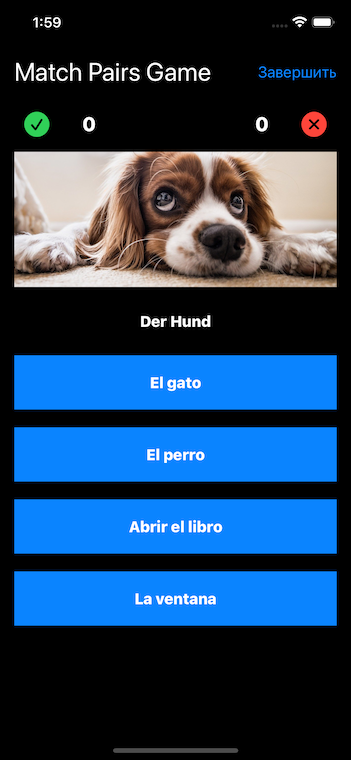 1:59
Match Pairs Game
Завершить
0
0
Der Hund
El gato
El perro
Abrir el libro
La ventana